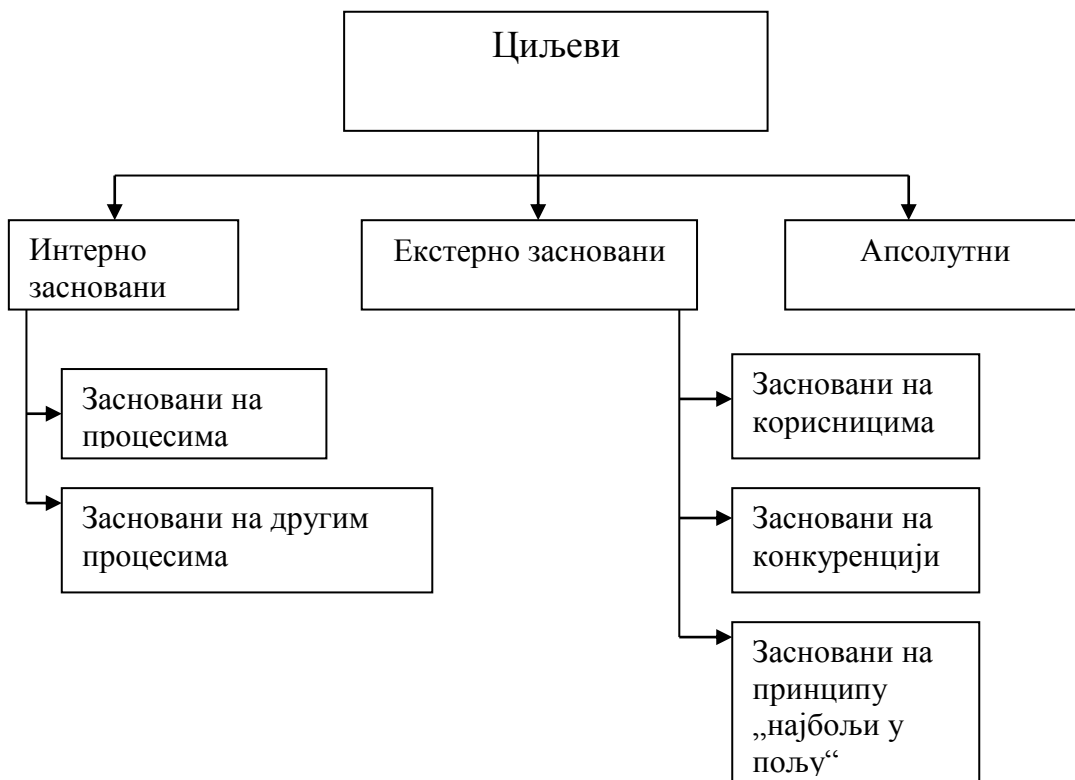 Циљеви
Интерно
засновани
Екстерно засновани
Апсолутни
Засновани на
процесима
Засновани на другим
процесима
Засновани на
корисницима
Засновани на
конкуренцији
Засновани на
принципу
„најбољи у
пољу“